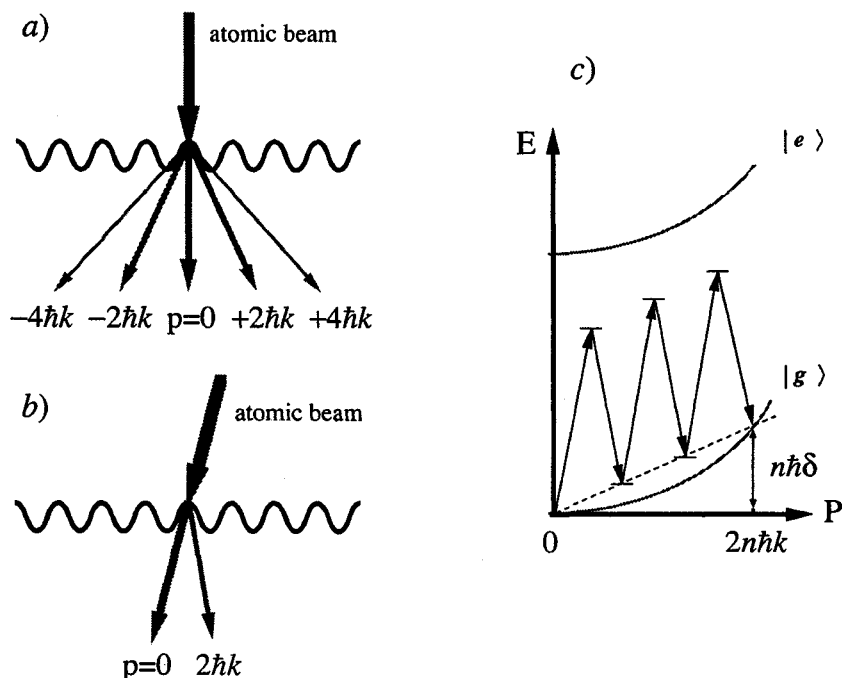 a)
atomic beam
−4ħk −2ħk p=0 +2ħk +4ħk
b)
atomic beam
p=0 2ħk
c)
E
| e ⟩
| g ⟩
nħδ
P
0
2nħk